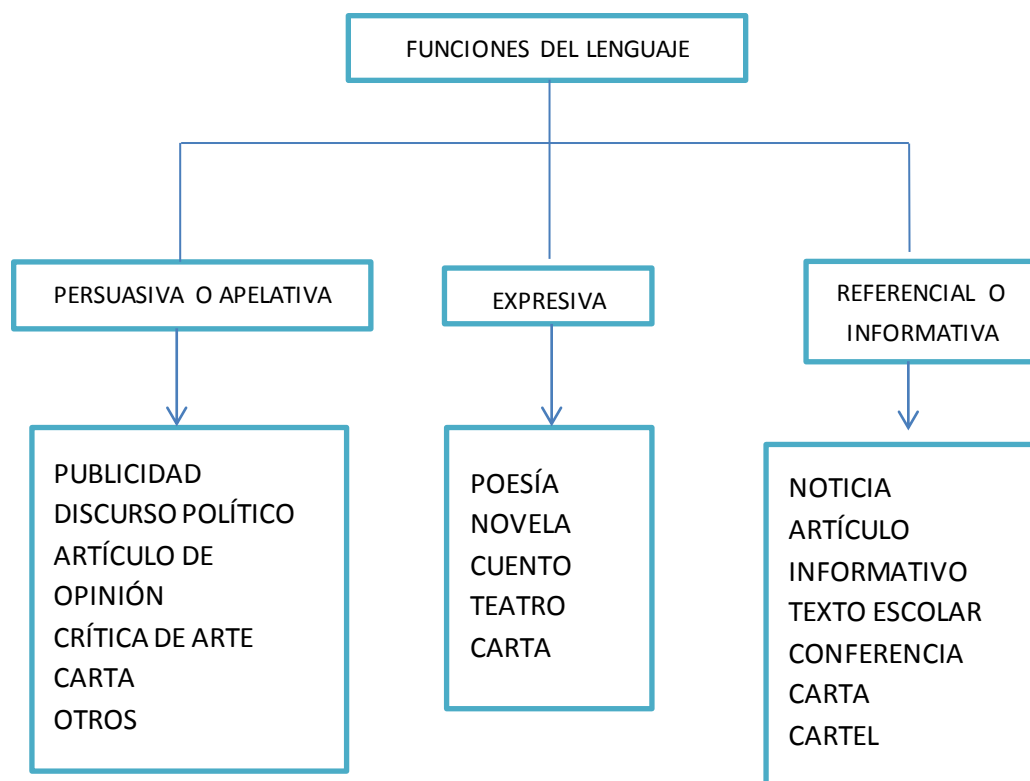 FUNCIONES DEL LENGUAJE
PERSUASIVA O APELATIVA
EXPRESIVA
REFERENCIAL O
INFORMATIVA
PUBLICIDAD
DISCURSO POLÍTICO
ARTÍCULO DE
OPINIÓN
CRÍTICA DE ARTE
CARTA
OTROS
POESÍA
NOVELA
CUENTO
TEATRO
CARTA
NOTICIA
ARTÍCULO
INFORMATIVO
TEXTO ESCOLAR
CONFERENCIA
CARTA
CARTEL